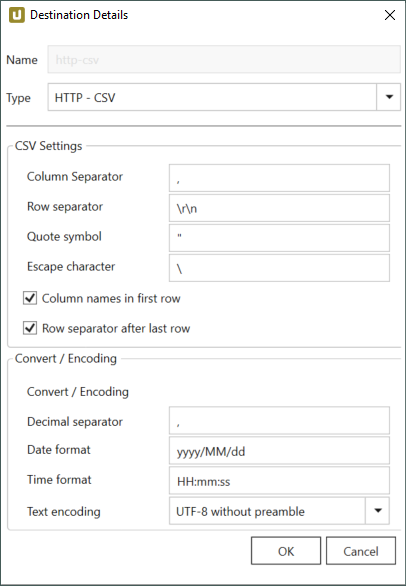 Destination Details
Name http-csv
Type HTTP - CSV
CSV Settings
Column Separator ,
Row separator \r\n
Quote symbol "
Escape character \
Column names in first row
Row separator after last row
Convert / Encoding
Convert / Encoding
Decimal separator ,
Date format yyyy/MM/dd
Time format HH:mm:ss
Text encoding UTF-8 without preamble
OK Cancel